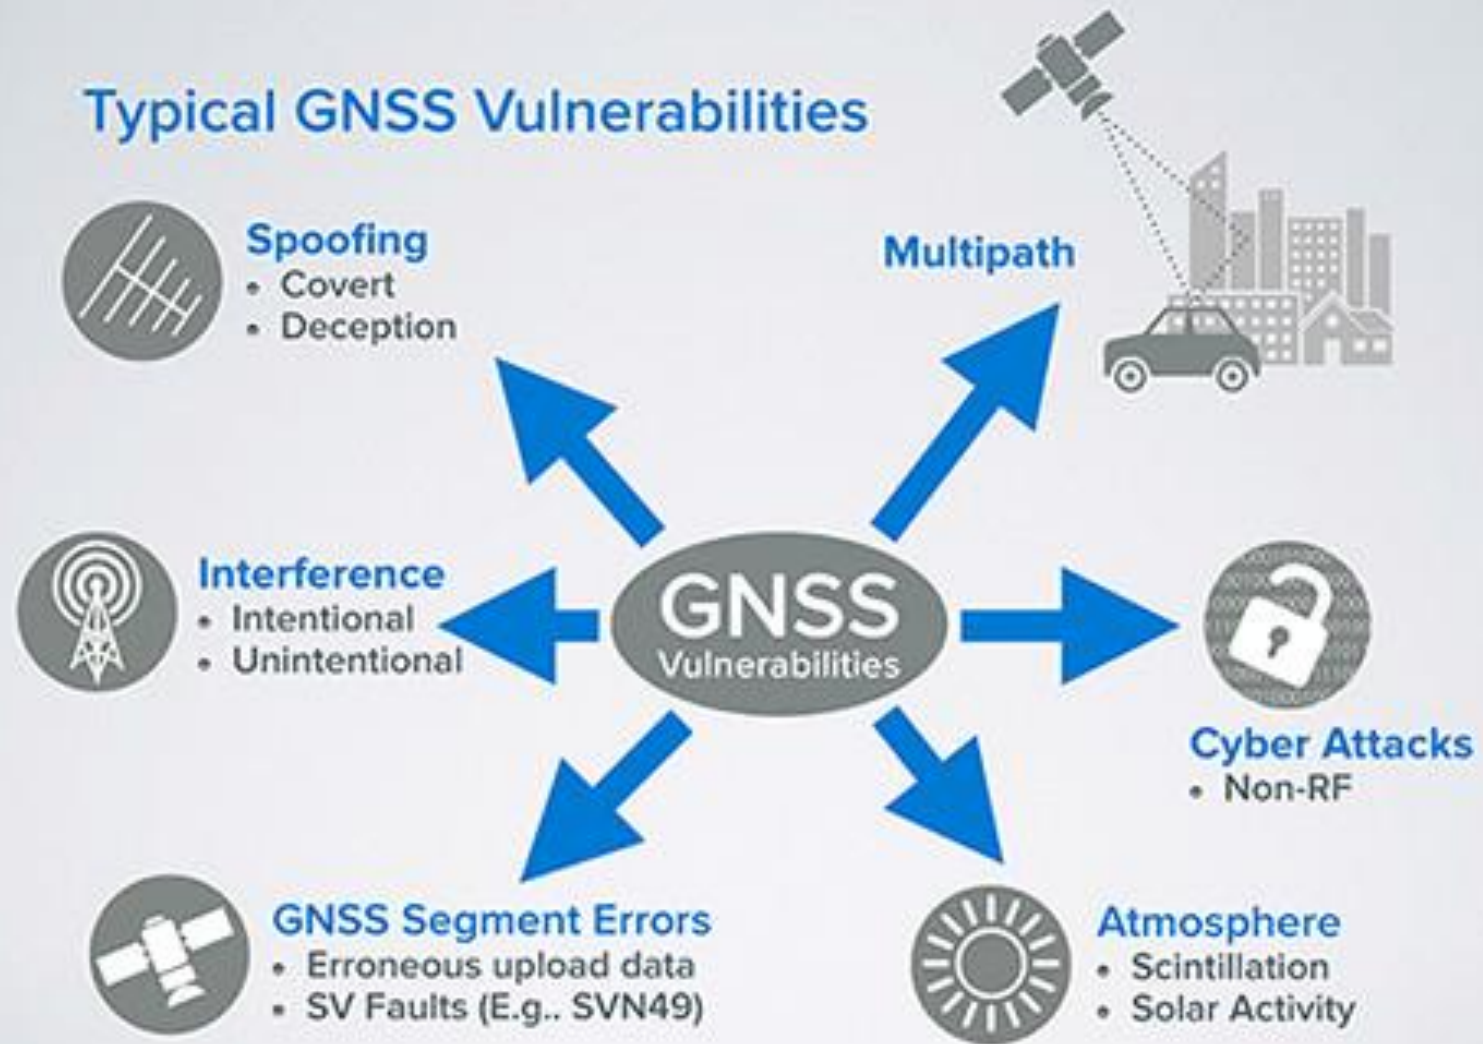 Typical GNSS Vulnerabilities
Spoofing
• Covert
• Deception
Multipath
Interference
• Intentional
• Unintentional
GNSS
Vulnerabilities
Cyber Attacks
• Non-RF
GNSS Segment Errors
• Erroneous upload data
• SV Faults (E.g.. SVN49)
Atmosphere
• Scintillation
• Solar Activity